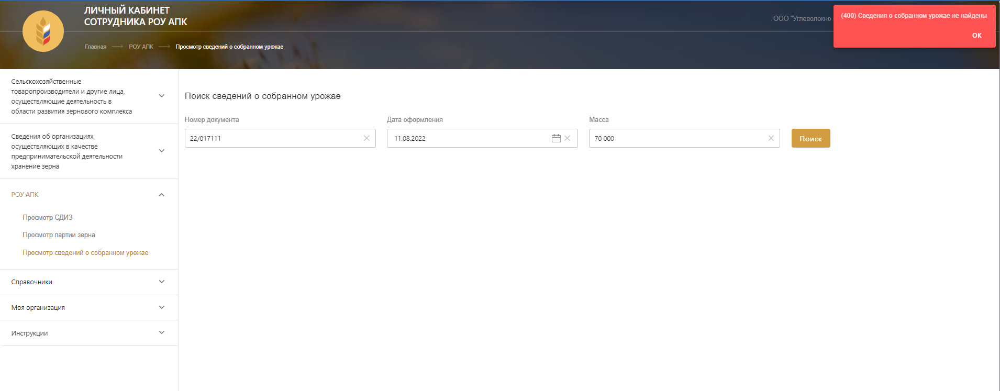 ЛИЧНЫЙ КАБИНЕТ
СОТРУДНИКА РОУ АПК
ООО "Углеволокно
(400) Сведения о собранном урожае не найдены
ОК
Главная
РОУ АПК
Просмотр сведений о собранном урожае
Сельскохозяйственные
товаропроизводители и другие лица,
осуществляющие деятельность в
области развития зернового комплекса
Сведения об организациях,
осуществляющих в качестве
предпринимательской деятельности
хранение зерна
РОУ АПК
Просмотр СДИЗ
Просмотр партии зерна
Просмотр сведений о собранном урожае
Справочники
Моя организация
Инструкции
Поиск сведений о собранном урожае
Номер документа
Дата оформления
Масса
22/017111
11.08.2022
70 000
Поиск